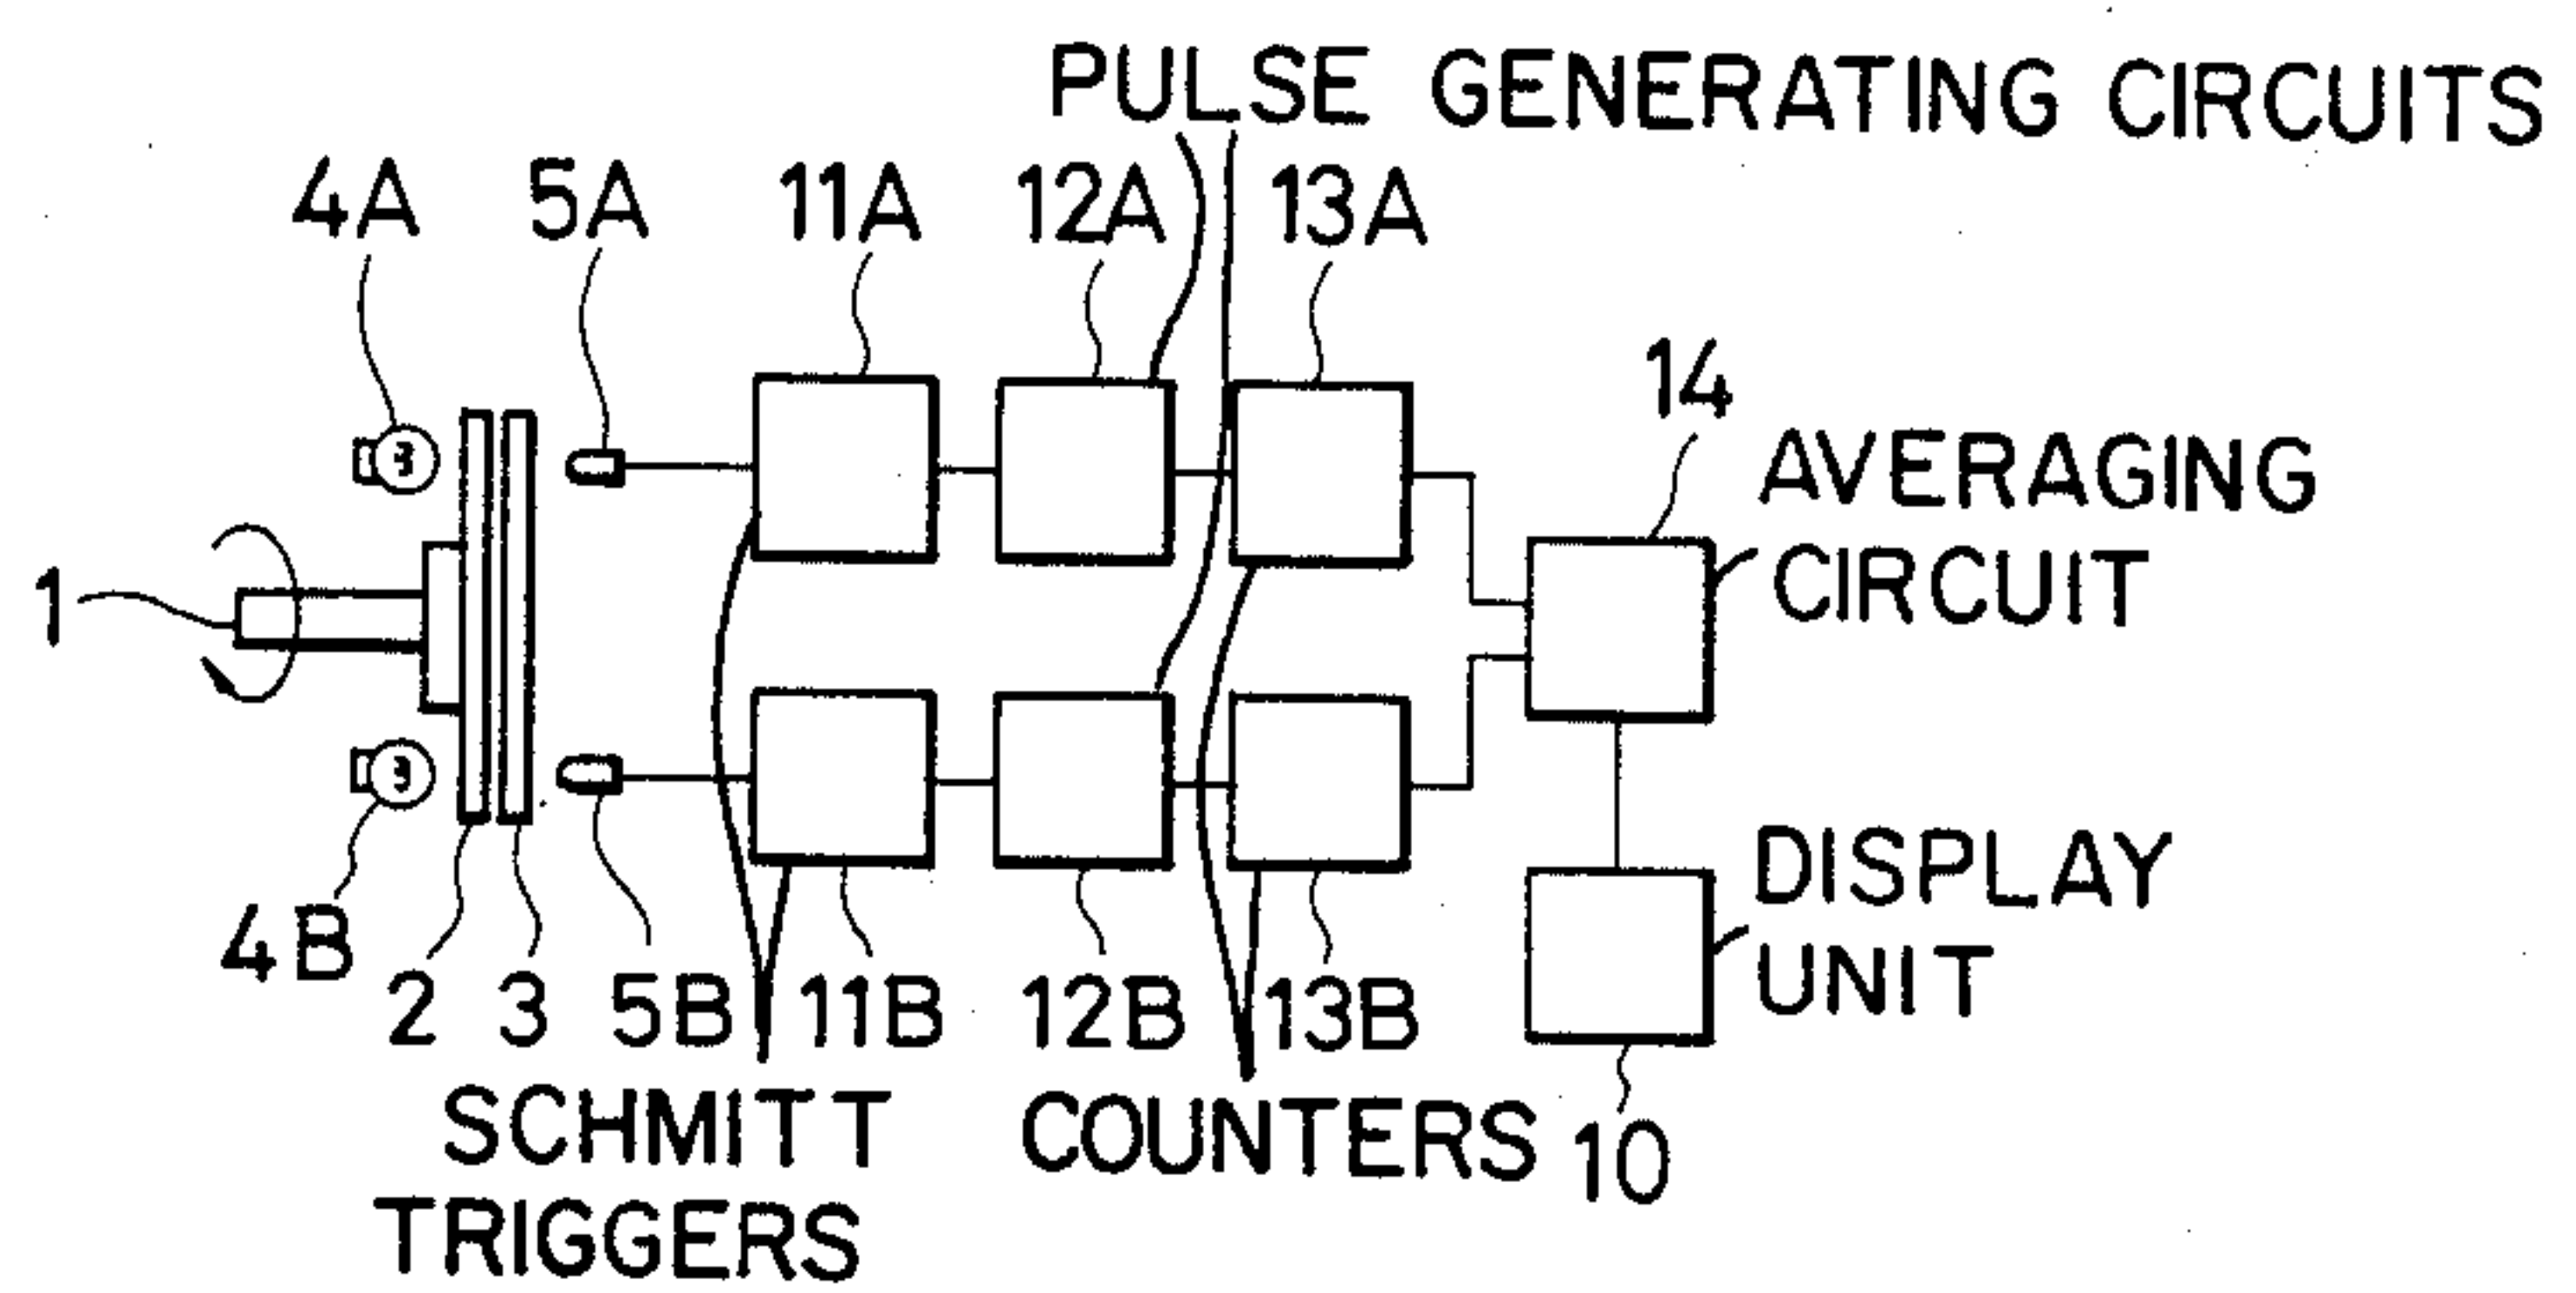 PULSE GENERATING CIRCUITS
4A 5A 11A 12A 13A
14
AVERAGING
CIRCUIT
1
DISPLAY
UNIT
4B 2 3 5B 11B 12B 13B
SCHMITT
TRIGGERS
COUNTERS
10